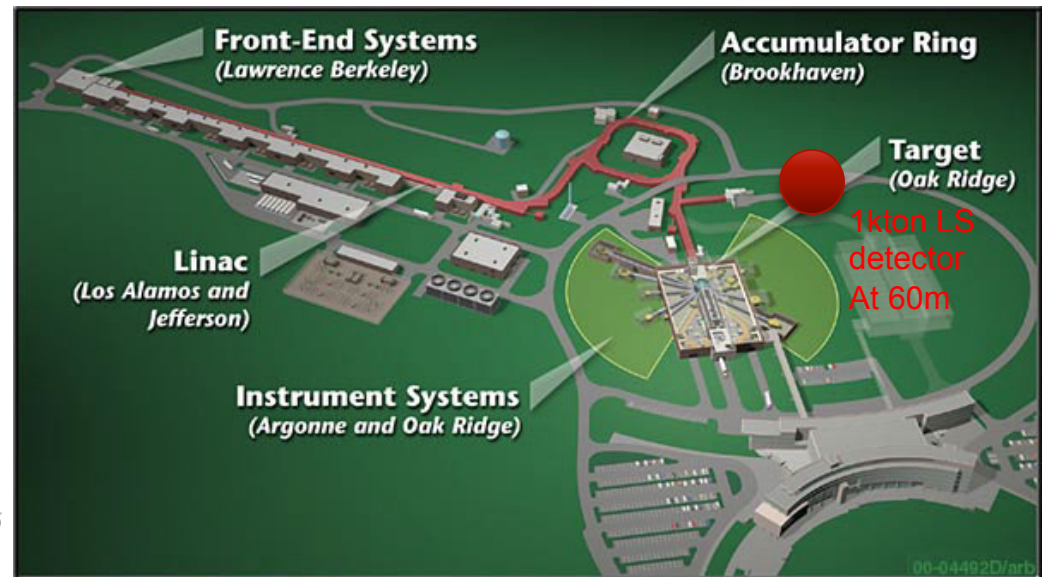 Front-End Systems
(Lawrence Berkeley)
Accumulator Ring
(Brookhaven)
Target
(Oak Ridge)
1kton LS
detector
At 60m
Linac
(Los Alamos and
Jefferson)
Instrument Systems
(Argonne and Oak Ridge)
00-04492D/arb